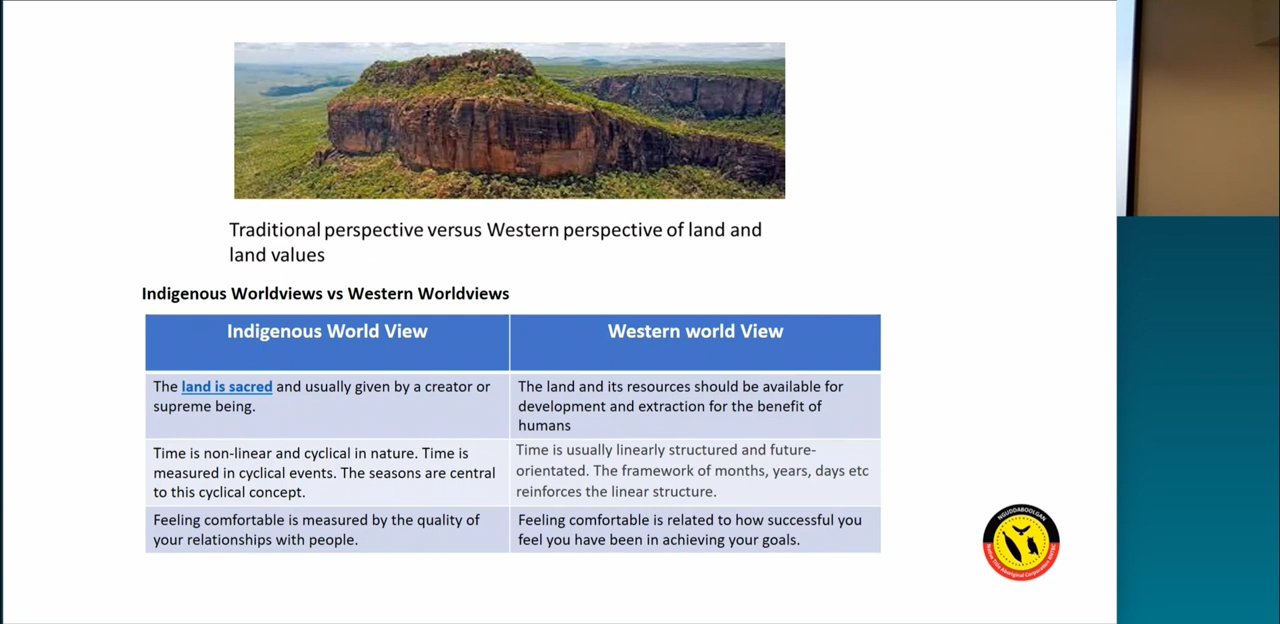 Traditional perspective versus Western perspective of land and
land values
Indigenous Worldviews vs Western Worldviews
Indigenous World View
Western world View
The land is sacred and usually given by a creator or
supreme being.
The land and its resources should be available for
development and extraction for the benefit of
humans
Time is non-linear and cyclical in nature. Time is
measured in cyclical events. The seasons are central
to this cyclical concept.
Time is usually linearly structured and future-
orientated. The framework of months, years, days etc
reinforces the linear structure.
Feeling comfortable is measured by the quality of
your relationships with people.
Feeling comfortable is related to how successful you
feel you have been in achieving your goals.
NGUDDABOOLGAN
Native Title Aboriginal Corporation RNTBC